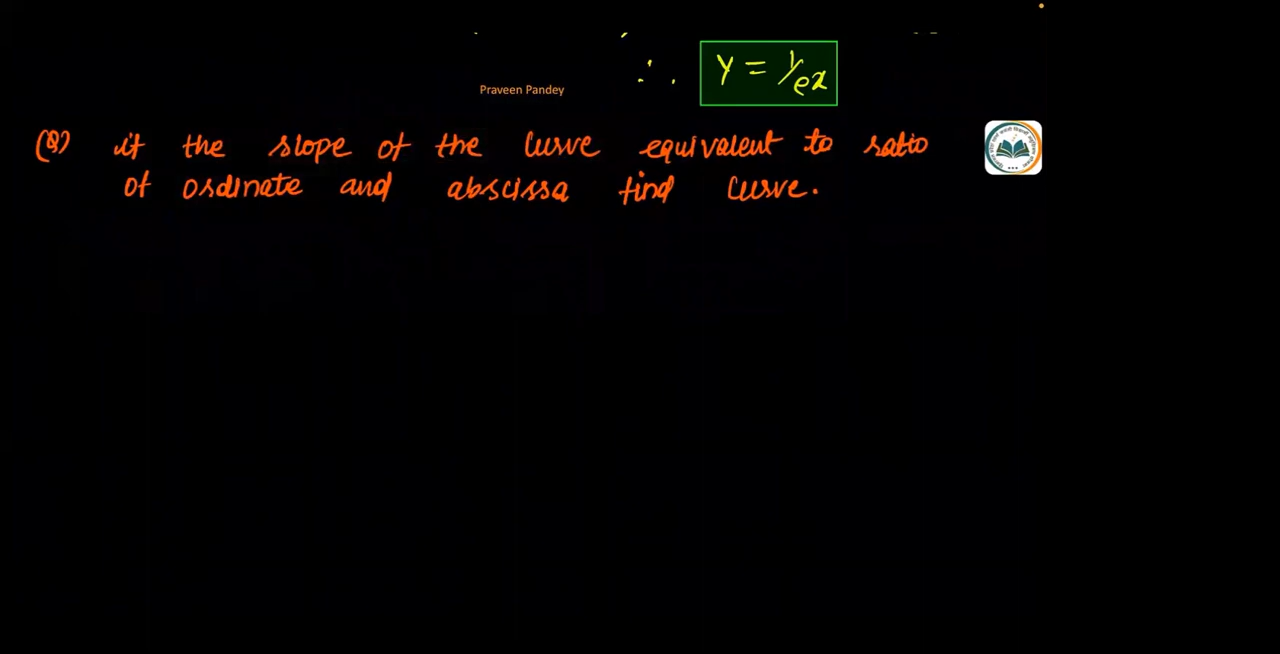 ∴ y = 1/ex
Praveen Pandey
(Q) if the slope of the curve equivalent to ratio
of ordinate and abscissa find curve.